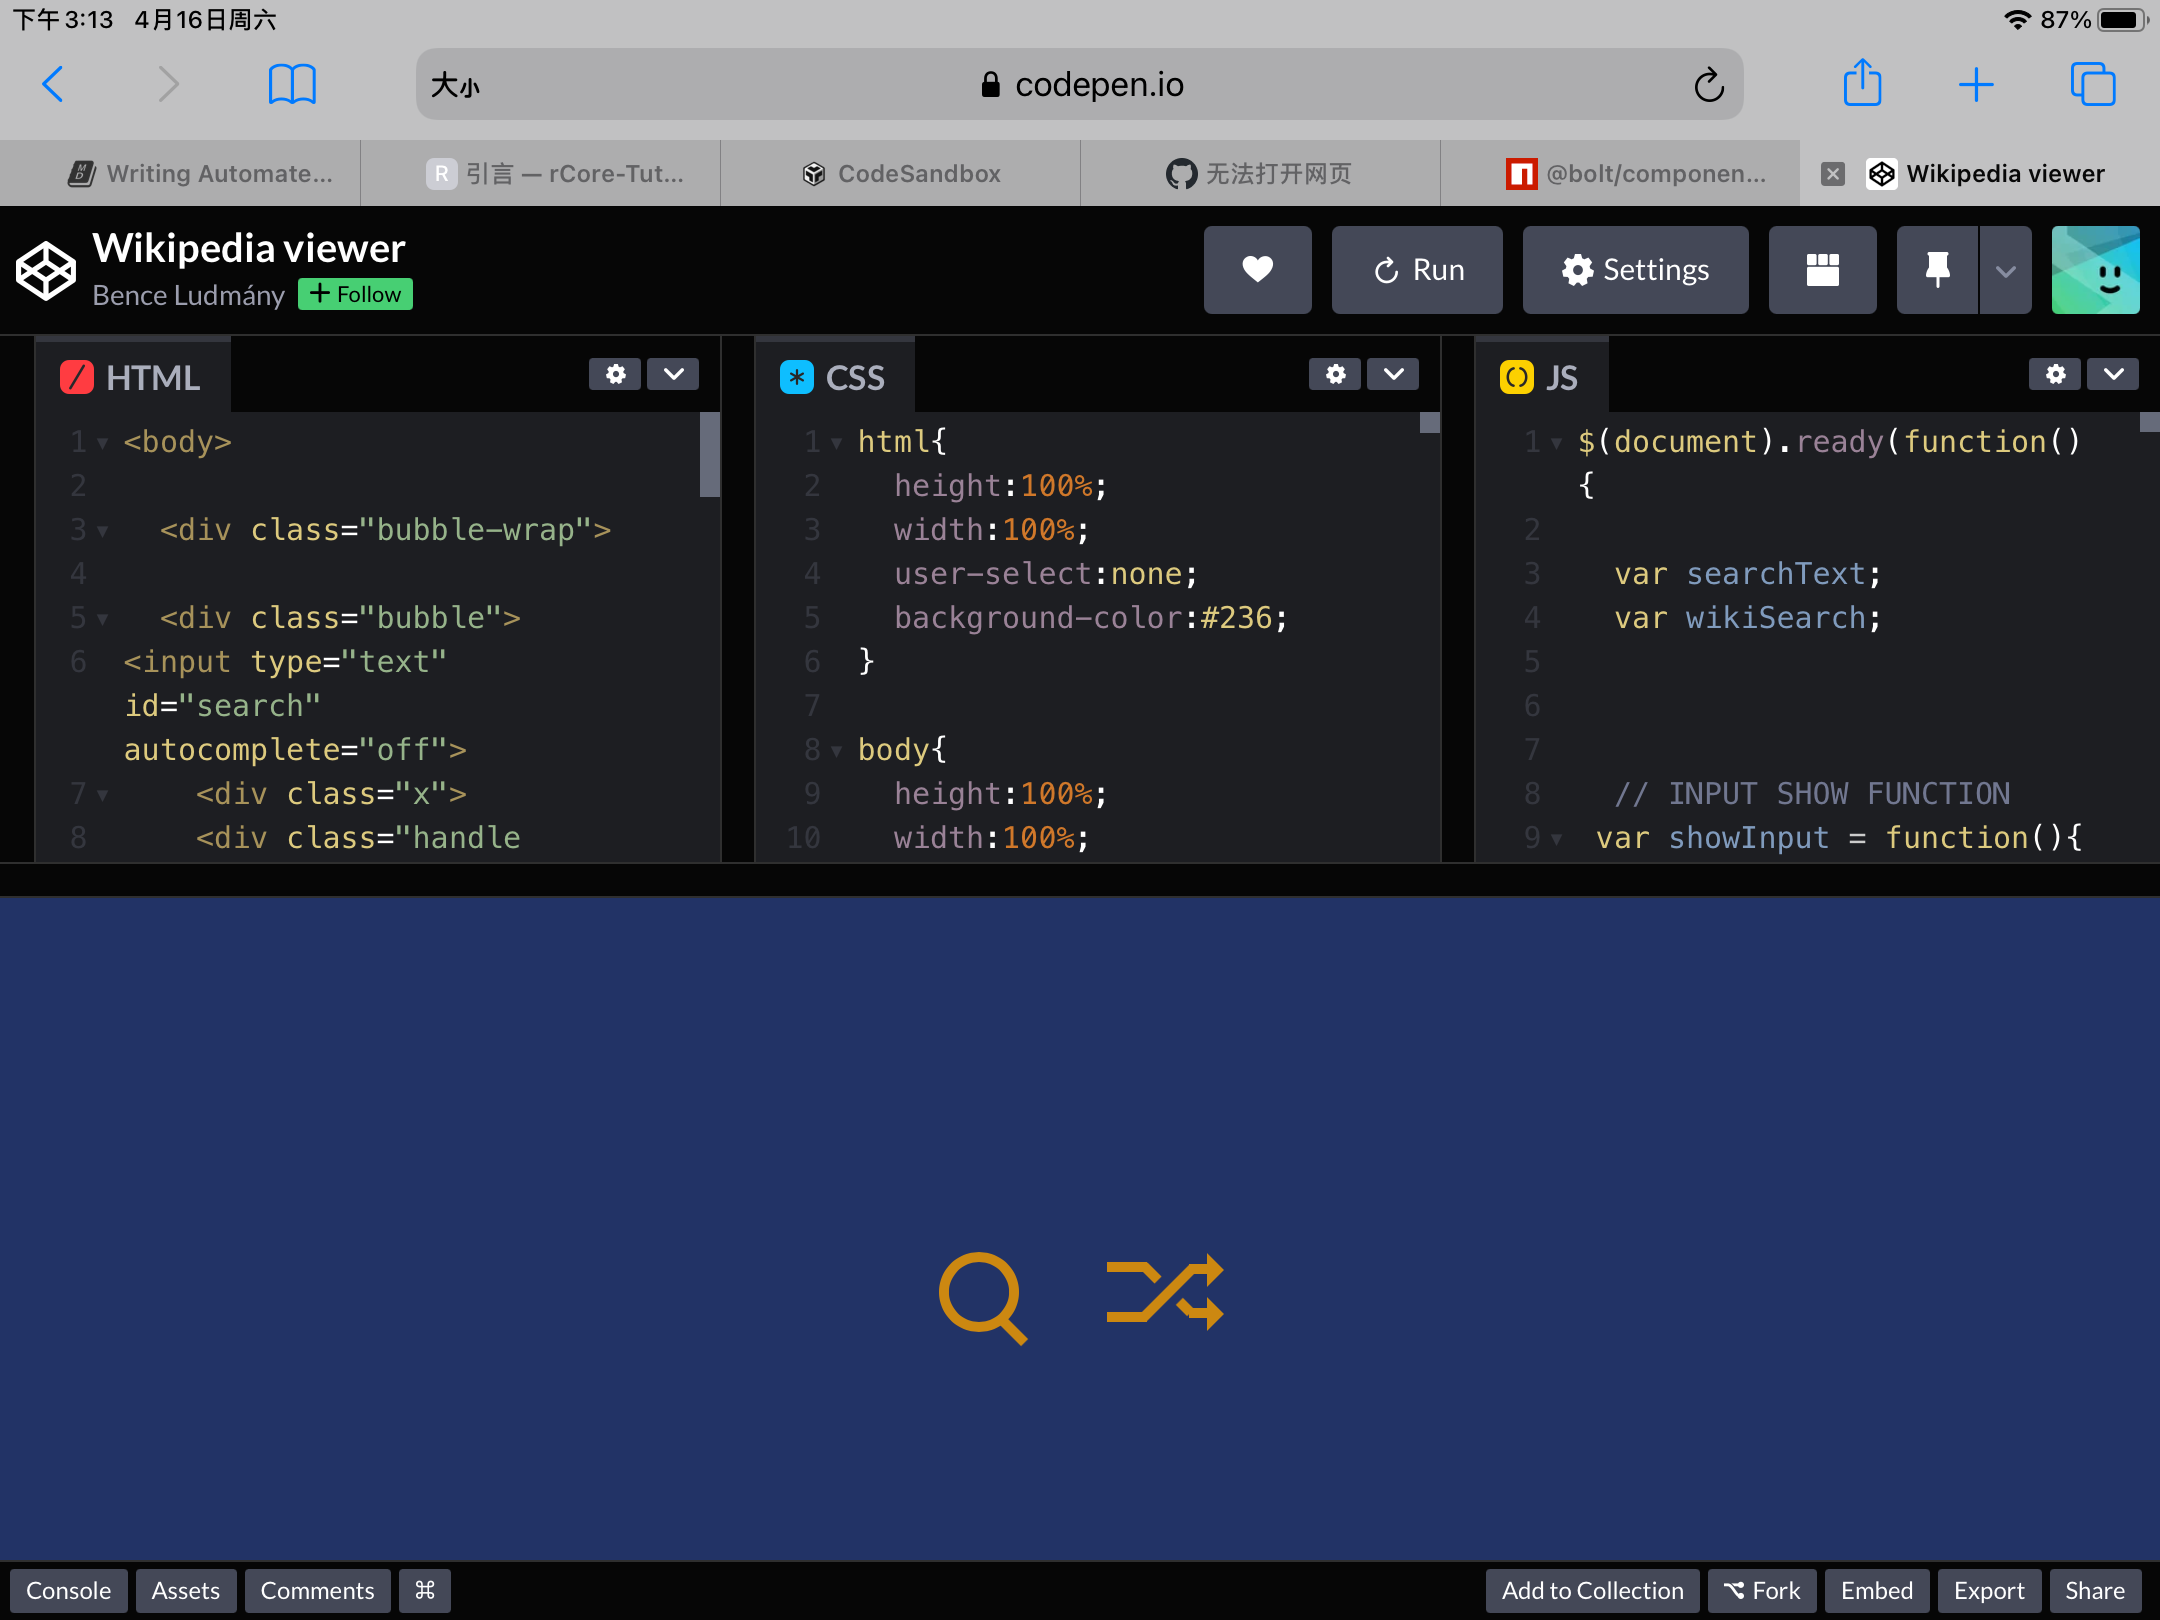 下午3:13 4月16日周六
87%
大小
codepen.io
Writing Automate...
R 引言 — rCore-Tut...
CodeSandbox
无法打开网页
@bolt/componen...
Wikipedia viewer
Wikipedia viewer
Bence Ludmány + Follow
Run
Settings
HTML
1 <body>
2
3 <div class="bubble-wrap">
4
5 <div class="bubble">
6 <input type="text"
id="search"
autocomplete="off">
7 <div class="x">
8 <div class="handle
CSS
1 html{
2 height:100%;
3 width:100%;
4 user-select:none;
5 background-color:#236;
6 }
7
8 body{
9 height:100%;
10 width:100%;
JS
1 $(document).ready(function()
{
2
3 var searchText;
4 var wikiSearch;
5
6
7
8 // INPUT SHOW FUNCTION
9 var showInput = function(){
Console
Assets
Comments
⌘
Add to Collection
Fork
Embed
Export
Share